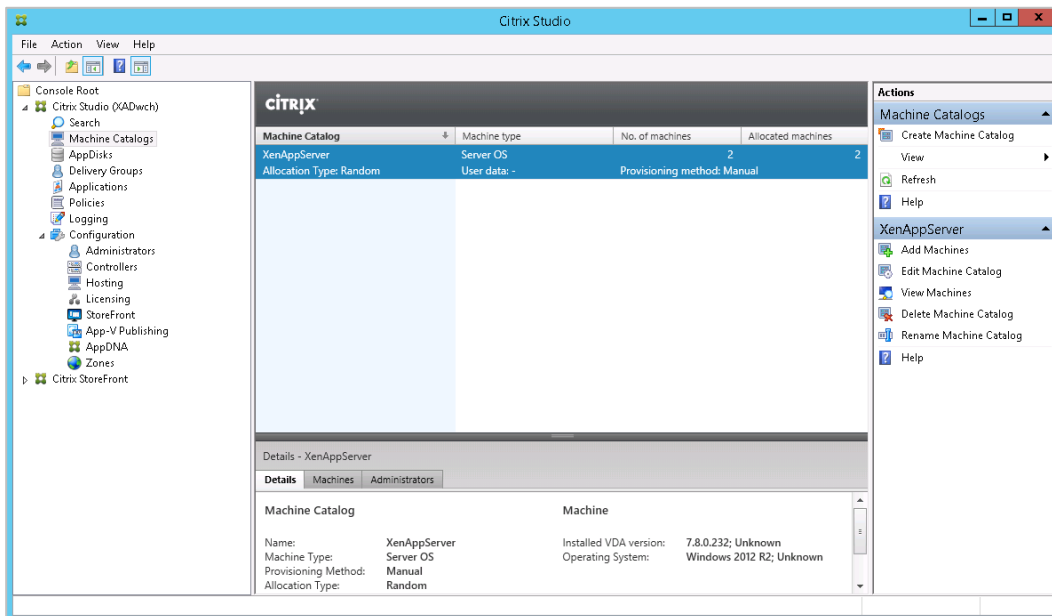 Citrix Studio
File Action View Help
Console Root
Citrix Studio (XADwch)
Search
Machine Catalogs
AppDisks
Delivery Groups
Applications
Policies
Logging
Configuration
Administrators
Controllers
Hosting
Licensing
StoreFront
App-V Publishing
AppDNA
Zones
Citrix StoreFront
CİTRIX
Machine Catalog Machine type No. of machines Allocated machines
XenAppServer Server OS 2 2
Allocation Type: Random User data: - Provisioning method: Manual
Details - XenAppServer
Details Machines Administrators
Machine Catalog Machine
Name: XenAppServer Installed VDA version: 7.8.0.232; Unknown
Machine Type: Server OS Operating System: Windows 2012 R2; Unknown
Provisioning Method: Manual
Allocation Type: Random
Actions
Machine Catalogs
Create Machine Catalog
View
Refresh
Help
XenAppServer
Add Machines
Edit Machine Catalog
View Machines
Delete Machine Catalog
Rename Machine Catalog
Help